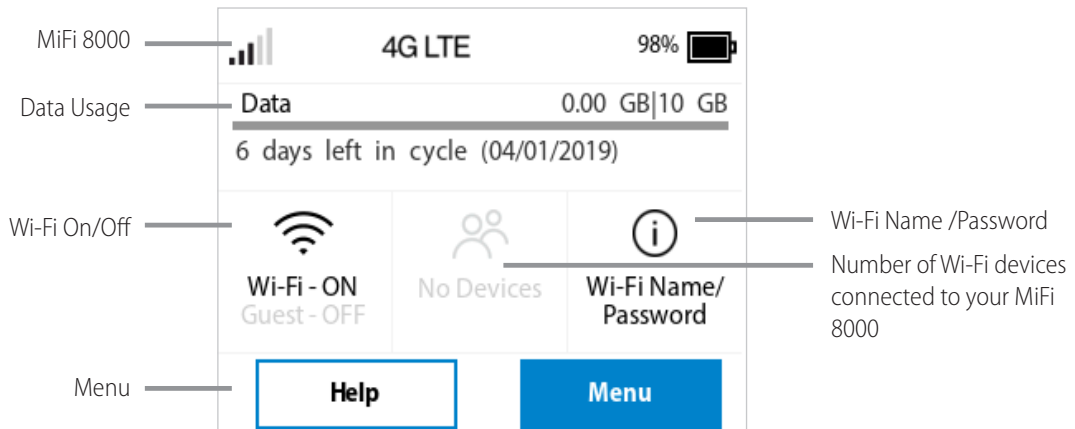 MiFi 8000
4G LTE
98%
Data Usage
Data
0.00 GB|10 GB
6 days left in cycle (04/01/2019)
Wi-Fi On/Off
Wi-Fi Name /Password
Number of Wi-Fi devices
connected to your MiFi
8000
Wi-Fi - ON
Guest - OFF
No Devices
Wi-Fi Name/
Password
Menu
Help
Menu